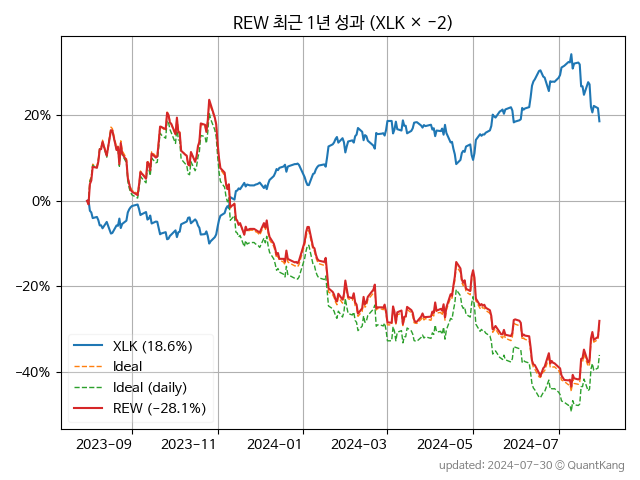 REW 최근 1년 성과 (XLK × −2)
20%
0%
−20%
−40%
XLK (18.6%)
Ideal
Ideal (daily)
REW (−28.1%)
2023-09
2023-11
2024-01
2024-03
2024-05
2024-07
updated: 2024-07-30 © QuantKang